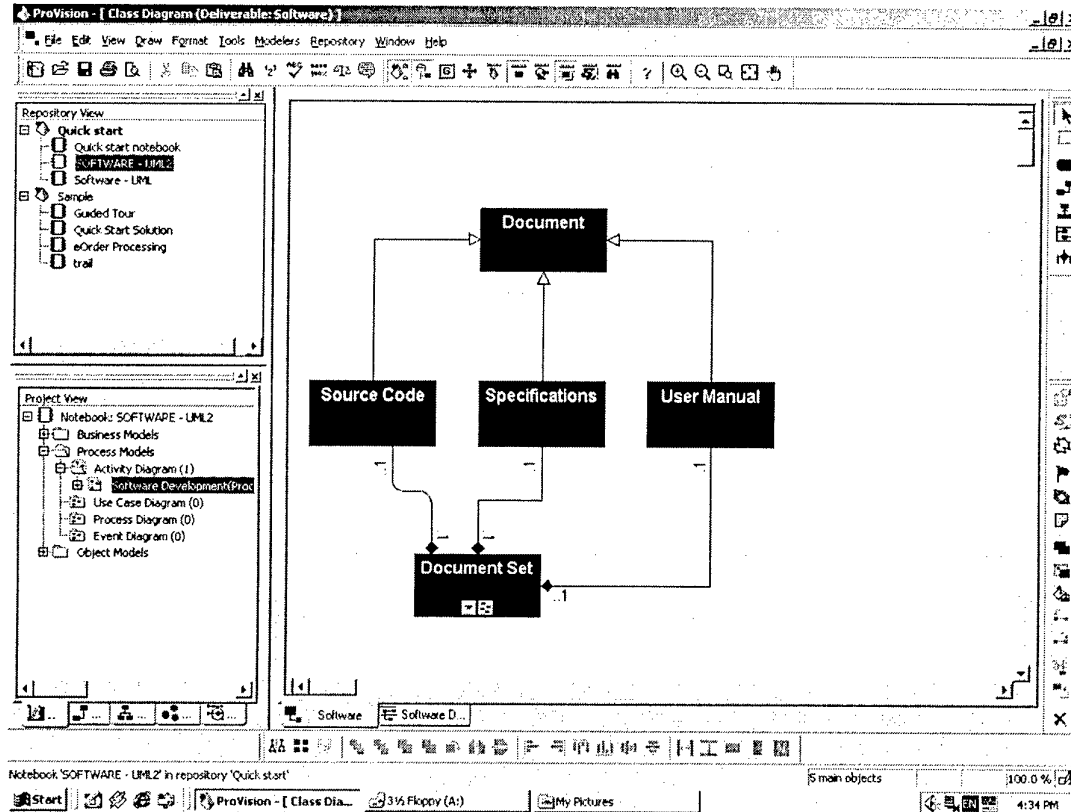 ProVision - [ Class Diagram (Deliverable: Software) ]
File Edit View Draw Format Tools Modelers Repository Window Help
Repository View
Quick start
Quick start notebook
SOFTWARE - UML2
Software - UML
Sample
Guided Tour
Quick Start Solution
eOrder Processing
trail
Project View
Notebook: SOFTWARE - UML2
Business Models
Process Models
Activity Diagram (1)
Software Development(Proc
Use Case Diagram (0)
Process Diagram (0)
Event Diagram (0)
Object Models
Document
Source Code
Specifications
User Manual
..1
Document Set
Software
Software D...
Notebook 'SOFTWARE - UML2' in repository 'Quick start'
5 main objects
100.0 %
Start
ProVision - [ Class Dia...
3½ Floppy (A:)
My Pictures
EN
4:34 PM